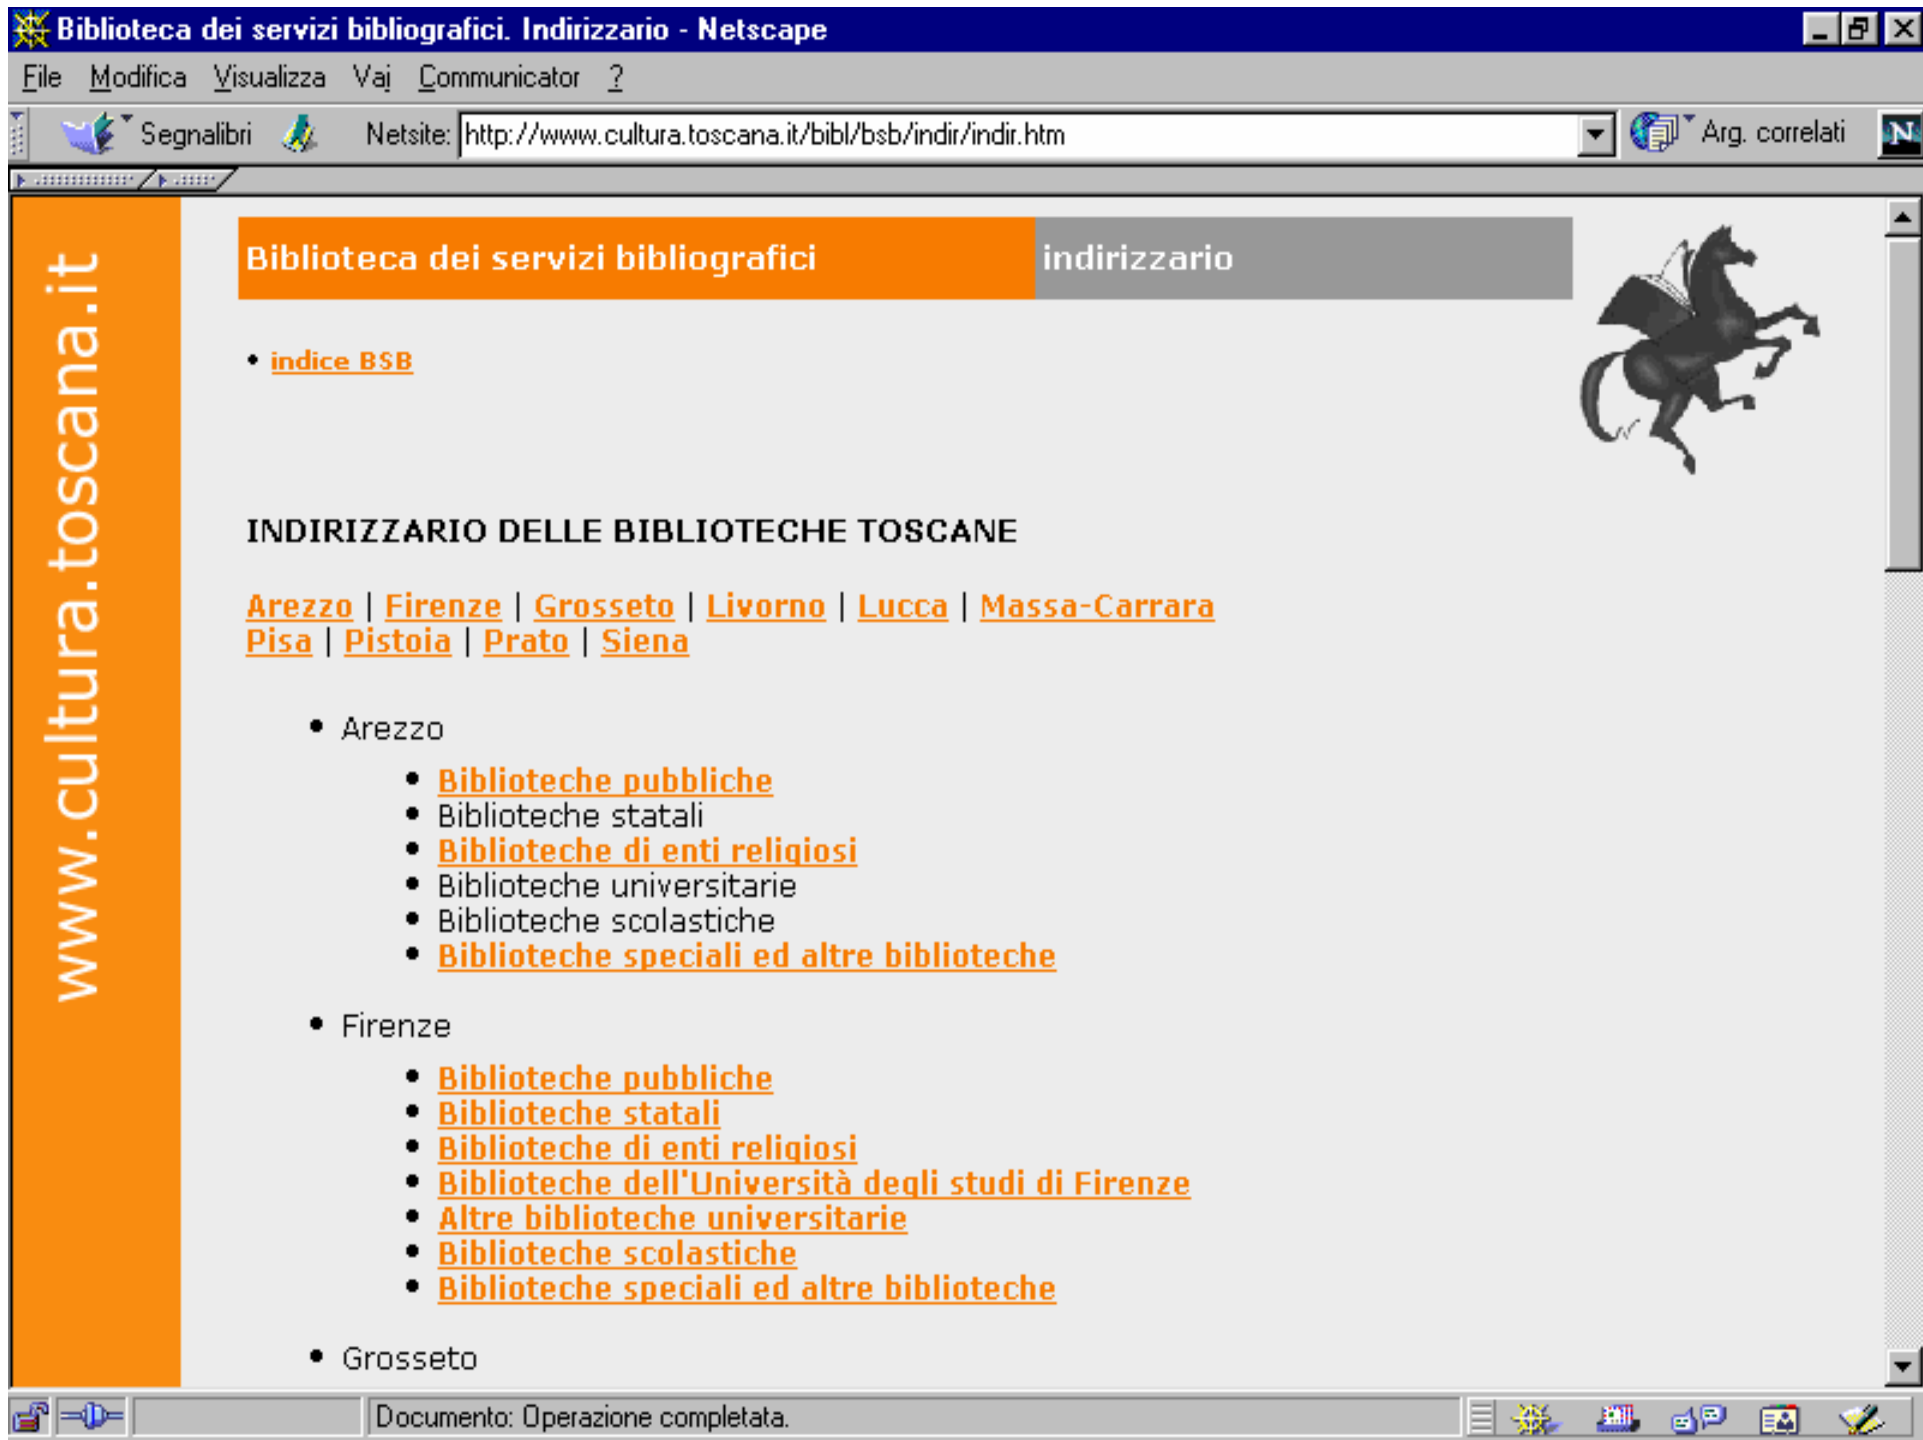 Biblioteca dei servizi bibliografici. Indirizzario - Netscape
File Modifica Visualizza Vai Communicator ?
Segnalibri Netsite: http://www.cultura.toscana.it/bibl/bsb/indir/indir.htm Arg. correlati N
www.cultura.toscana.it
Biblioteca dei servizi bibliografici indirizzario
• indice BSB
INDIRIZZARIO DELLE BIBLIOTECHE TOSCANE
Arezzo | Firenze | Grosseto | Livorno | Lucca | Massa-Carrara
Pisa | Pistoia | Prato | Siena
• Arezzo
• Biblioteche pubbliche
• Biblioteche statali
• Biblioteche di enti religiosi
• Biblioteche universitarie
• Biblioteche scolastiche
• Biblioteche speciali ed altre biblioteche
• Firenze
• Biblioteche pubbliche
• Biblioteche statali
• Biblioteche di enti religiosi
• Biblioteche dell'Università degli studi di Firenze
• Altre biblioteche universitarie
• Biblioteche scolastiche
• Biblioteche speciali ed altre biblioteche
• Grosseto
Documento: Operazione completata.